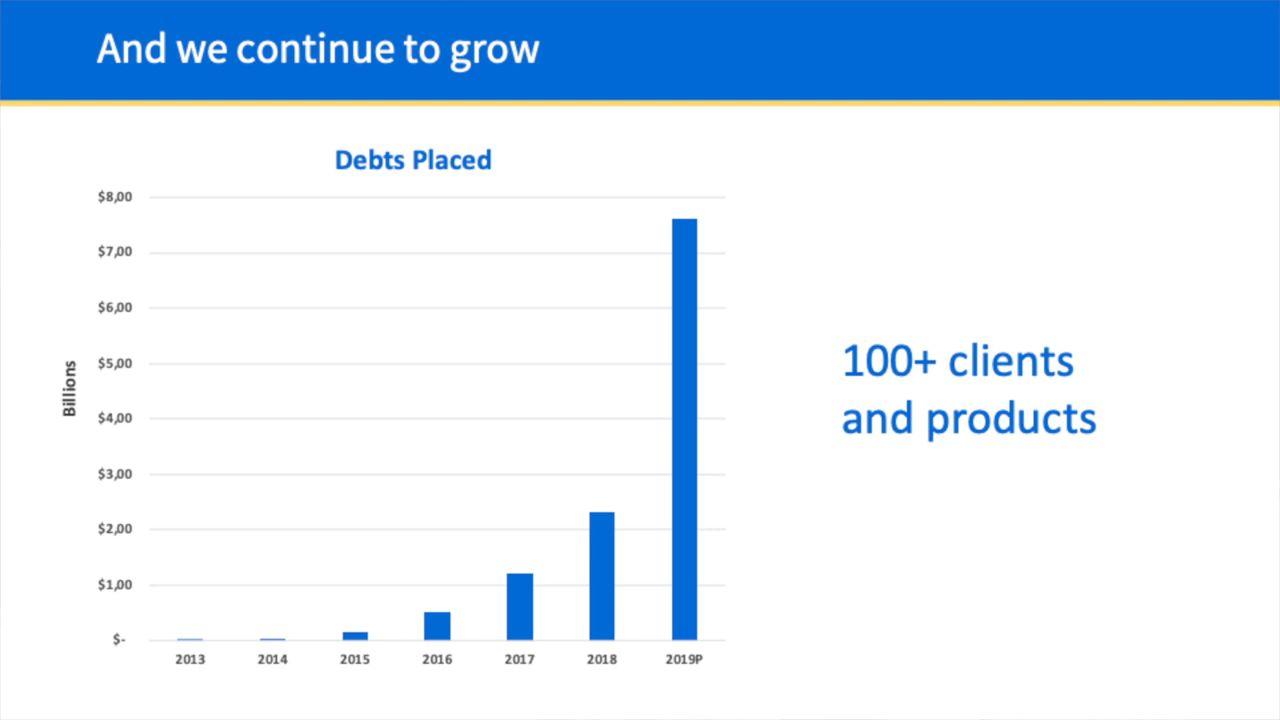 And we continue to grow
Debts Placed
$8,00
$7,00
$6,00
$5,00
$4,00
$3,00
$2,00
$1,00
$-
Billions
2013 2014 2015 2016 2017 2018 2019P
100+ clients
and products